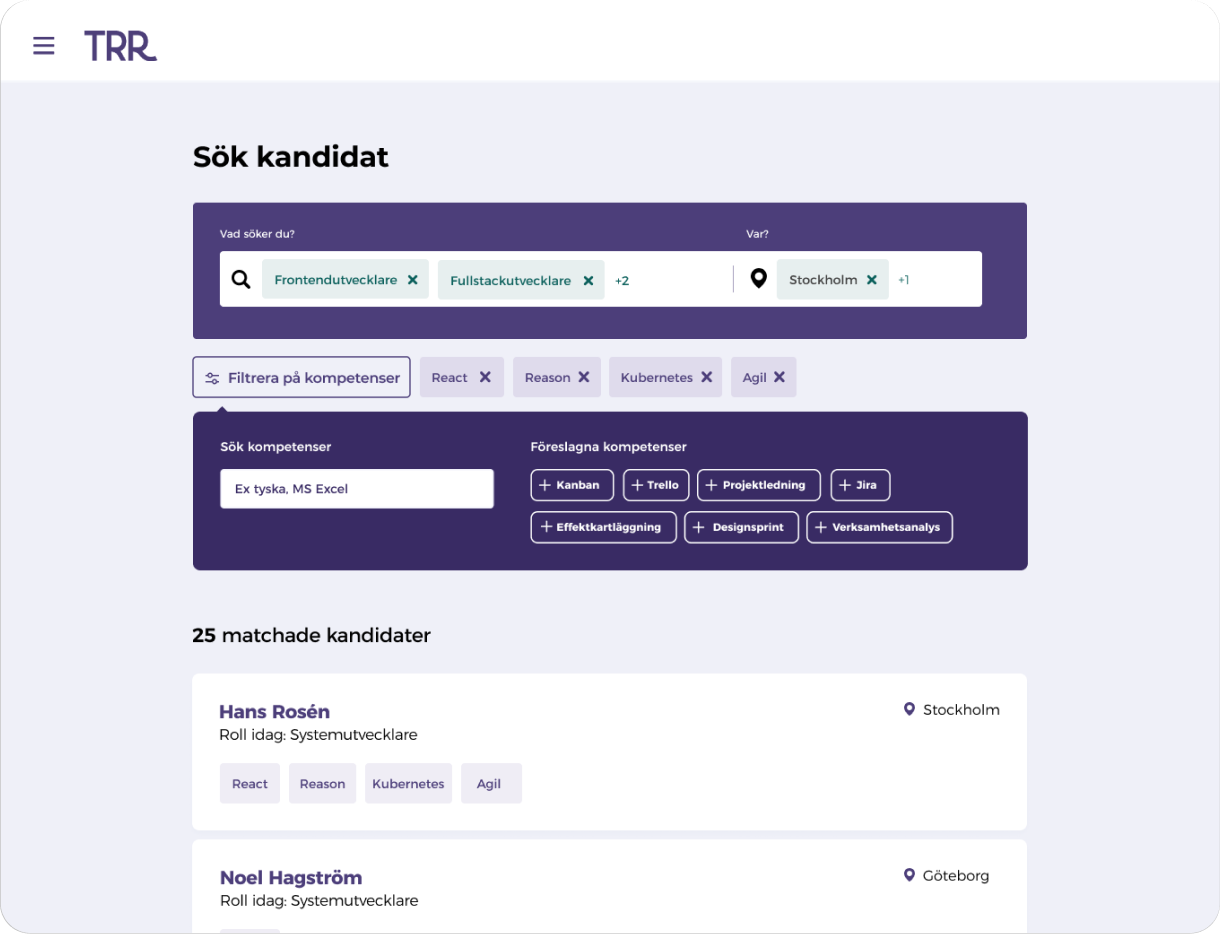 TRR
Sök kandidat
Vad söker du?
Var?
Frontendutvecklare
Fullstackutvecklare
+2
Stockholm
+1
Filtrera på kompetenser
React
Reason
Kubernetes
Agil
Sök kompetenser
Ex tyska, MS Excel
Föreslagna kompetenser
Kanban
Trello
Projektledning
Jira
Effektkartläggning
Designsprint
Verksamhetsanalys
25 matchade kandidater
Hans Rosén
Stockholm
Roll idag: Systemutvecklare
React
Reason
Kubernetes
Agil
Noel Hagström
Göteborg
Roll idag: Systemutvecklare